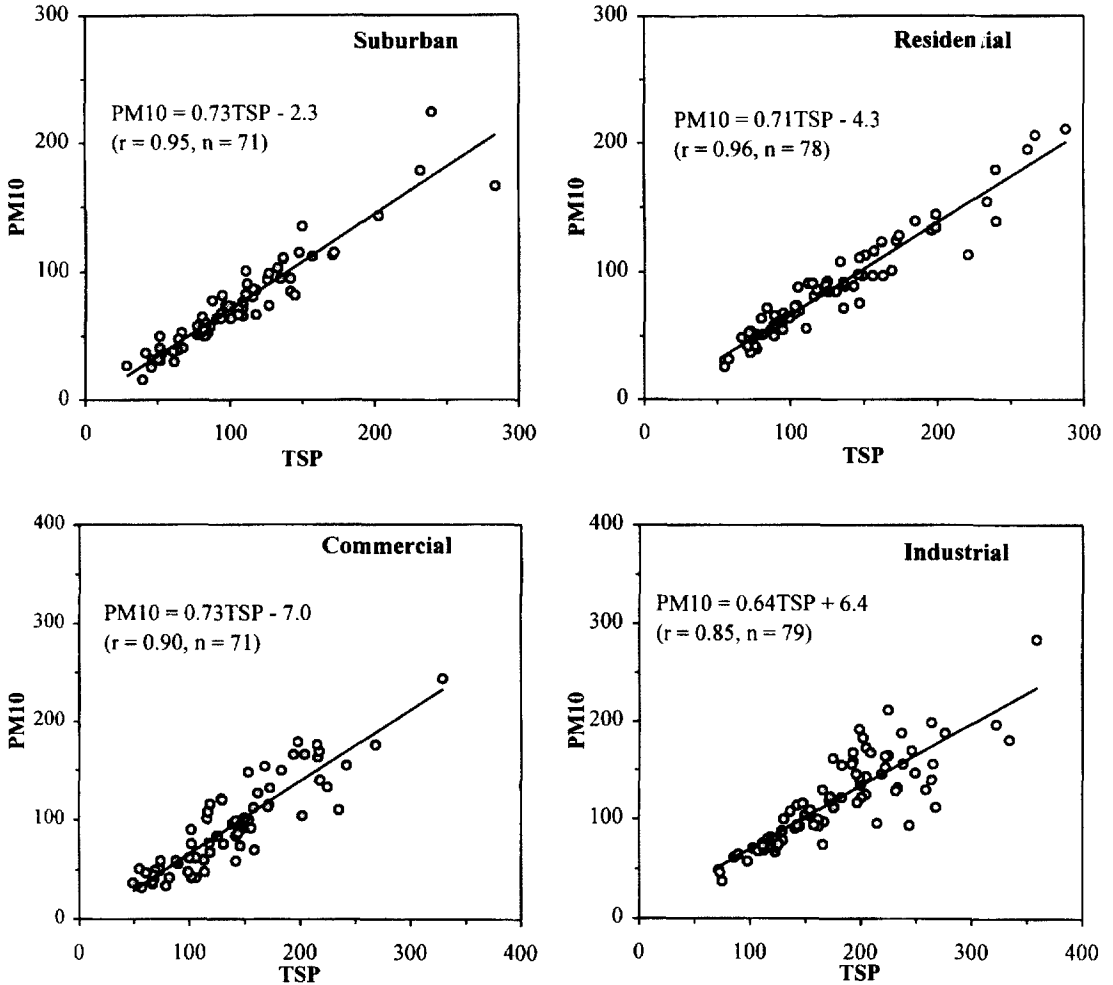 Suburban
PM10 = 0.73TSP - 2.3
(r = 0.95, n = 71)
300
200
100
0
PM10
0 100 200 300
TSP
Residential
PM10 = 0.71TSP - 4.3
(r = 0.96, n = 78)
300
200
100
0
PM10
0 100 200 300
TSP
Commercial
PM10 = 0.73TSP - 7.0
(r = 0.90, n = 71)
400
300
200
100
0
PM10
0 100 200 300 400
TSP
Industrial
PM10 = 0.64TSP + 6.4
(r = 0.85, n = 79)
400
300
200
100
0
PM10
0 100 200 300 400
TSP